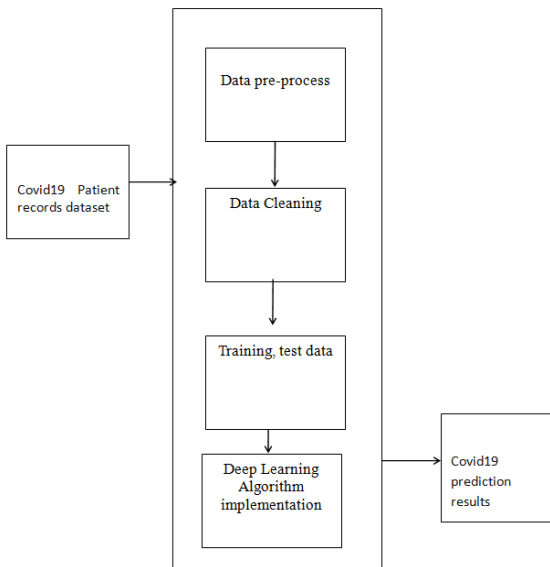 Data pre-process
Covid19 Patient
records dataset
Data Cleaning
Training, test data
Deep Learning
Algorithm
implementation
Covid19
prediction
results